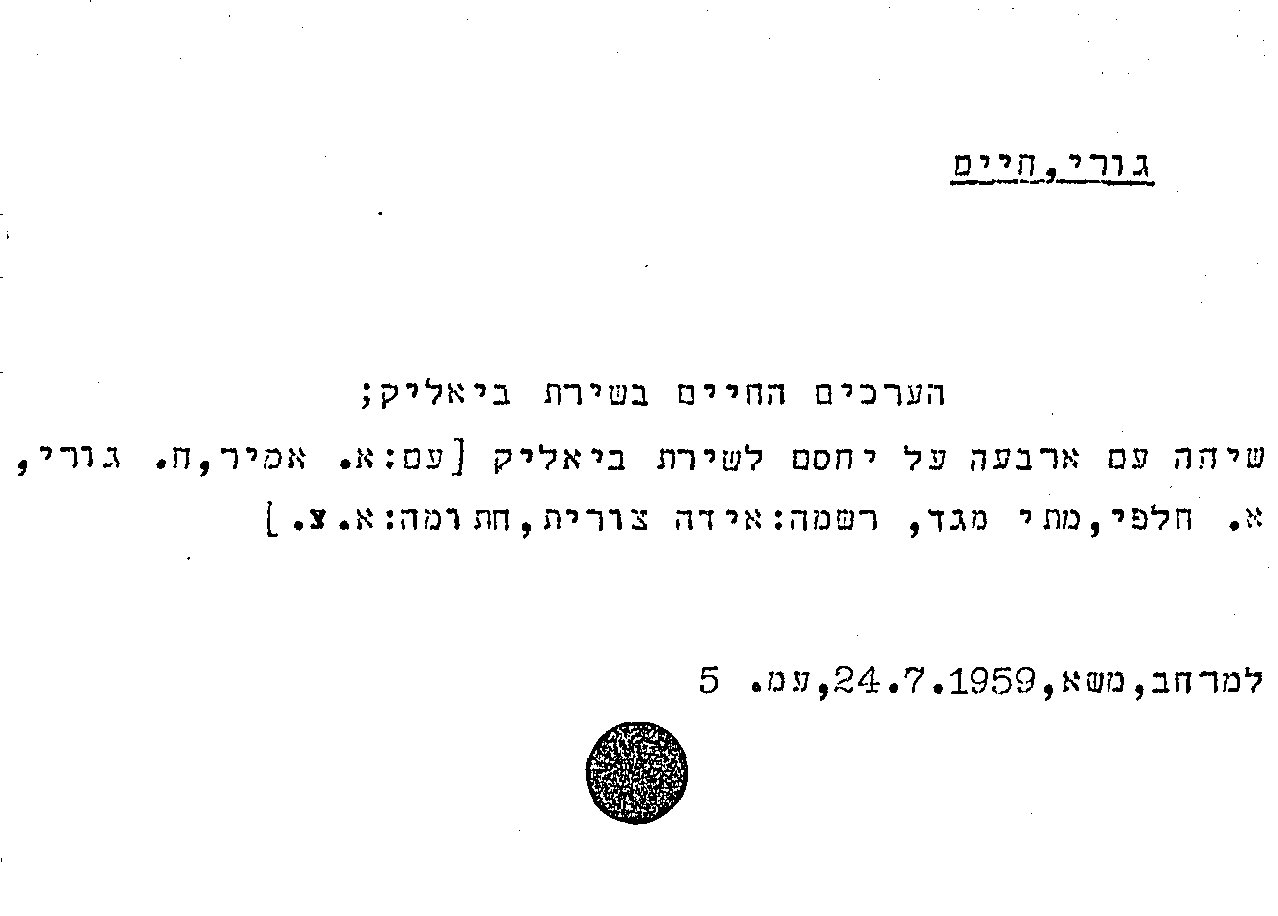 גורי,חיים
הערכים החיים בשירת ביאליק;
שיחה עם ארבעה על יחסם לשירת ביאליק [עם:א. אמיר,ח. גורי,
א. חלפי,מתי מגד, רשמה:אידה צורית,חתומה:א.צ.]
למרחב,משא,24.7.1959,עמ. 5